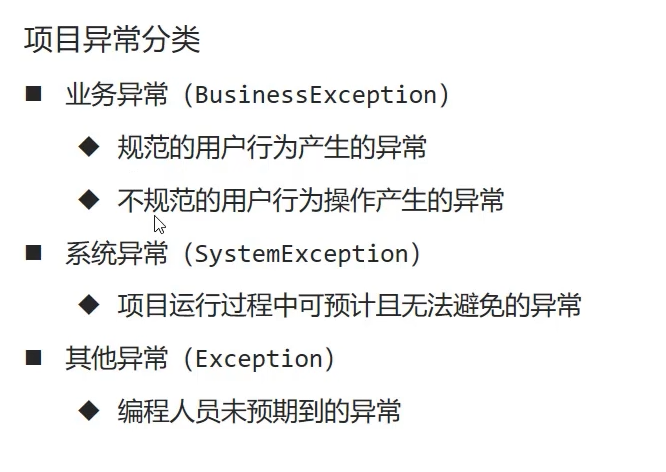 项目异常分类
■ 业务异常（BusinessException）
◆ 规范的用户行为产生的异常
◆ 不规范的用户行为操作产生的异常
■ 系统异常（SystemException）
◆ 项目运行过程中可预计且无法避免的异常
■ 其他异常（Exception）
◆ 编程人员未预期到的异常